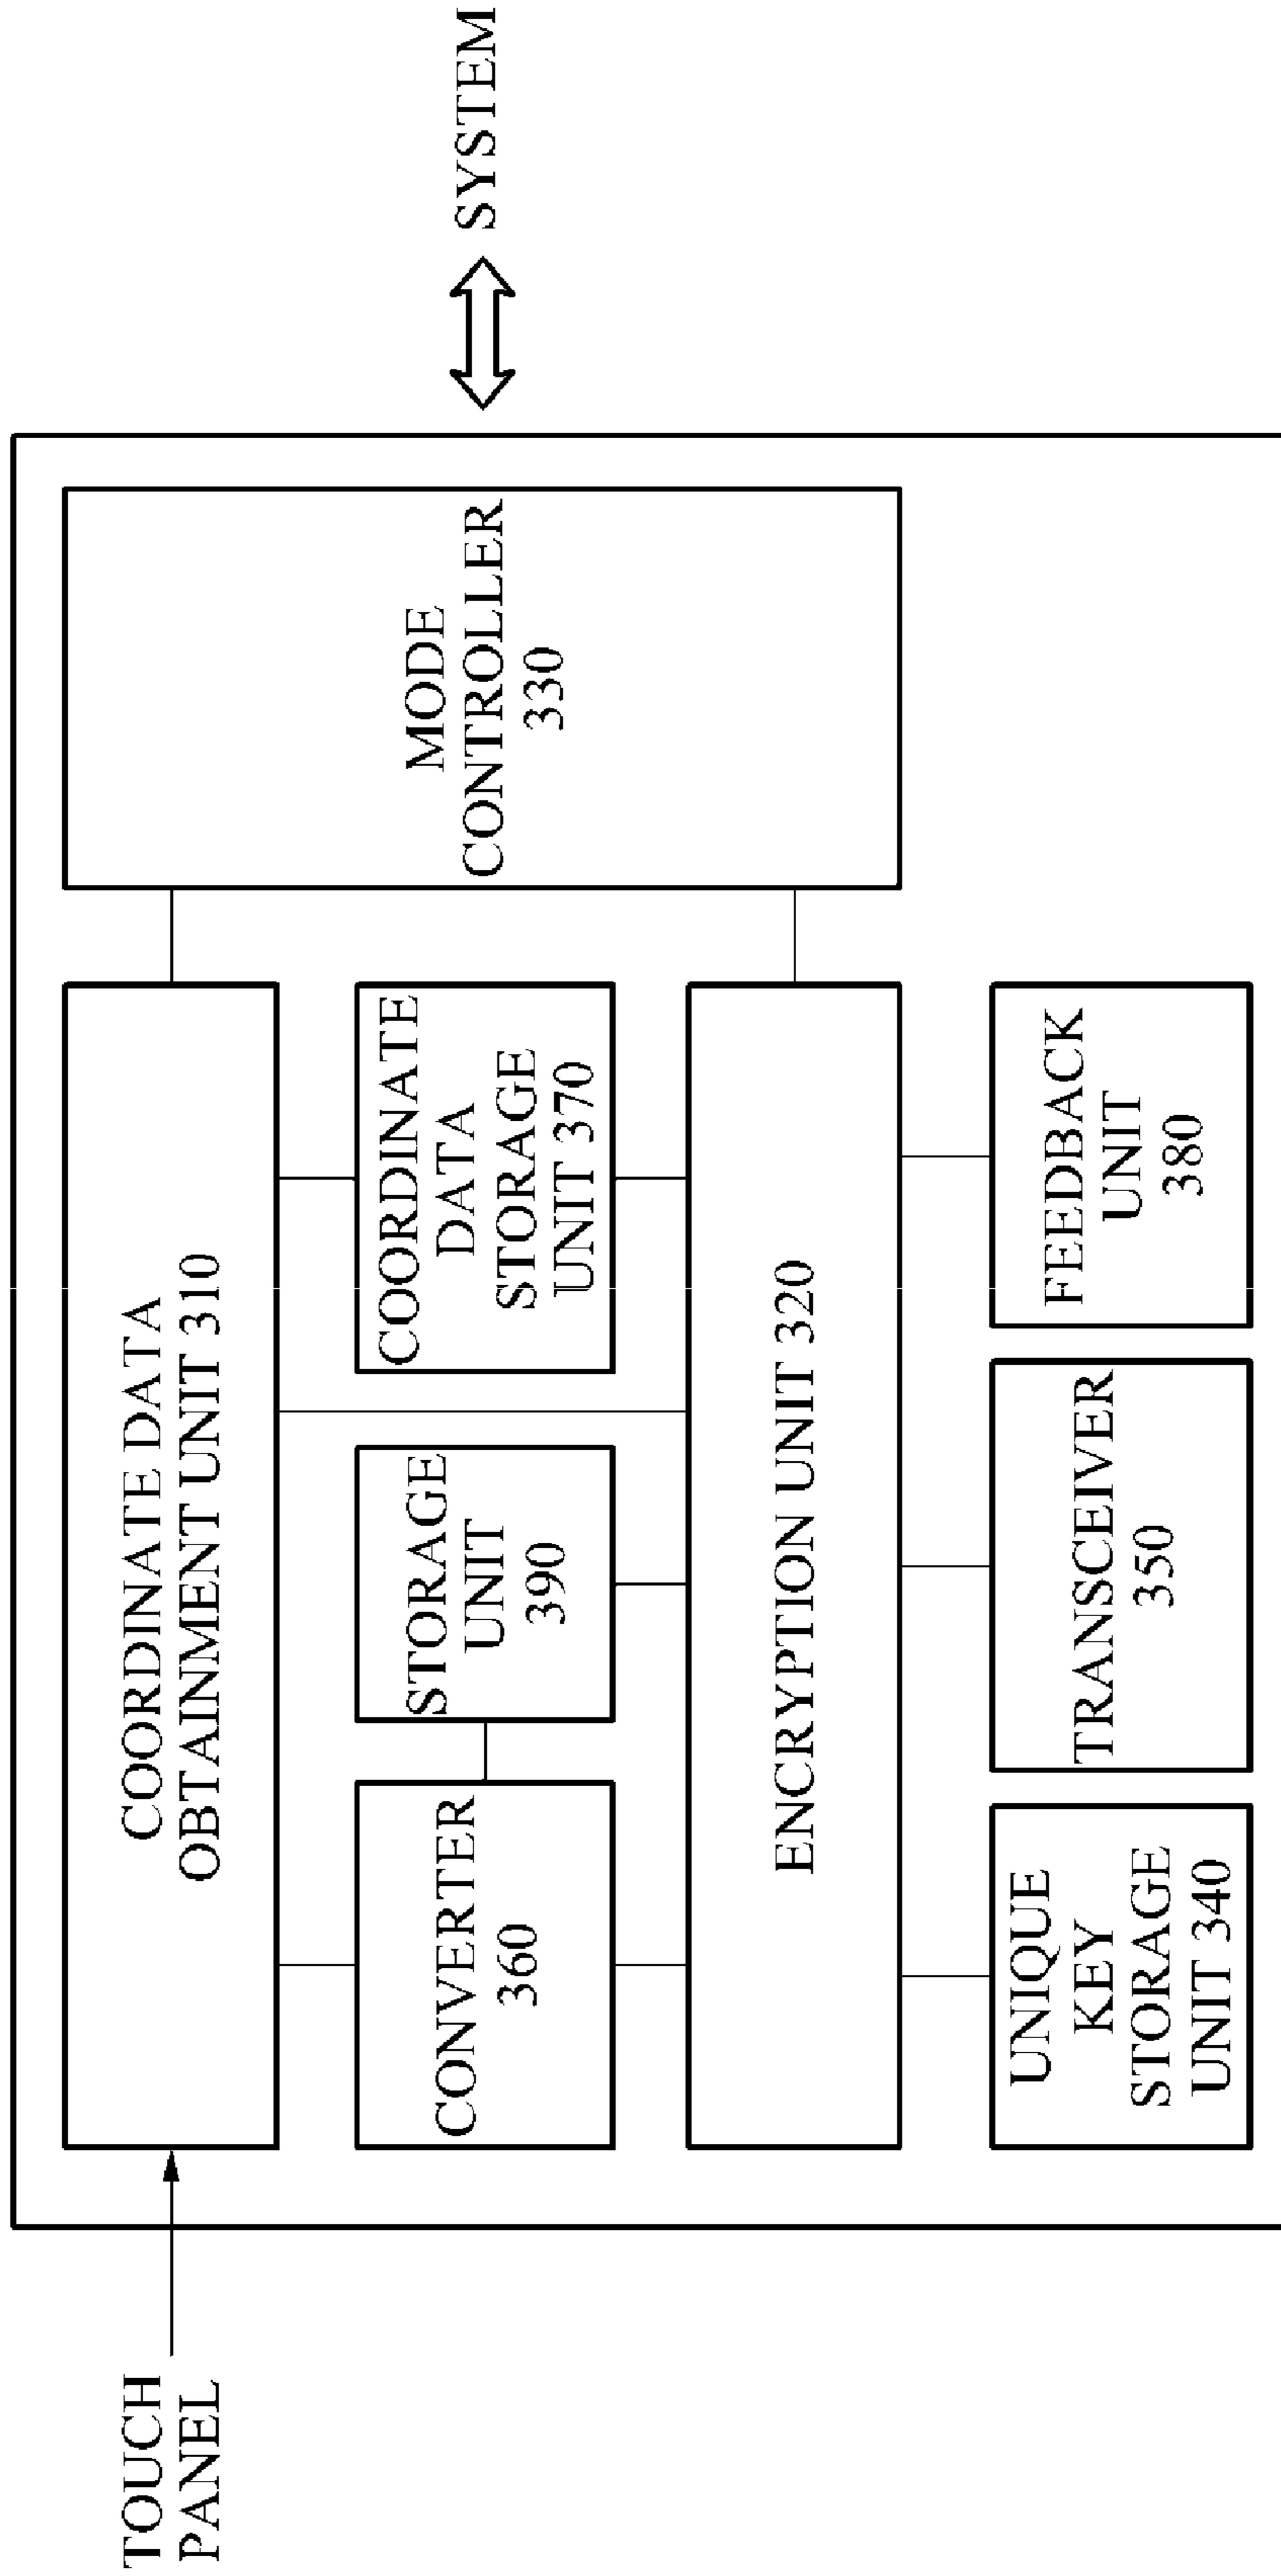 TOUCH
PANEL
COORDINATE DATA
OBTAINMENT UNIT 310
CONVERTER
360
STORAGE
UNIT
390
COORDINATE
DATA
STORAGE
UNIT 370
MODE
CONTROLLER
330
SYSTEM
ENCRYPTION UNIT 320
UNIQUE
KEY
STORAGE
UNIT 340
TRANSCEIVER
350
FEEDBACK
UNIT
380